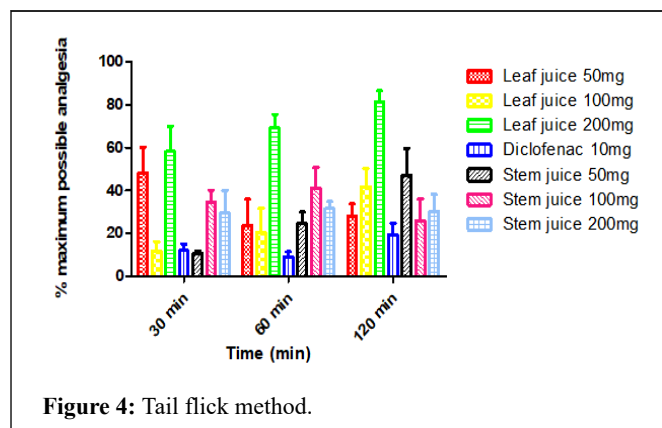 % maximum possible analgesia
100
80
60
40
20
0
30 min
60 min
120 min
Time (min)
Leaf juice 50mg
Leaf juice 100mg
Leaf juice 200mg
Diclofenac 10mg
Stem juice 50mg
Stem juice 100mg
Stem juice 200mg
Figure 4: Tail flick method.